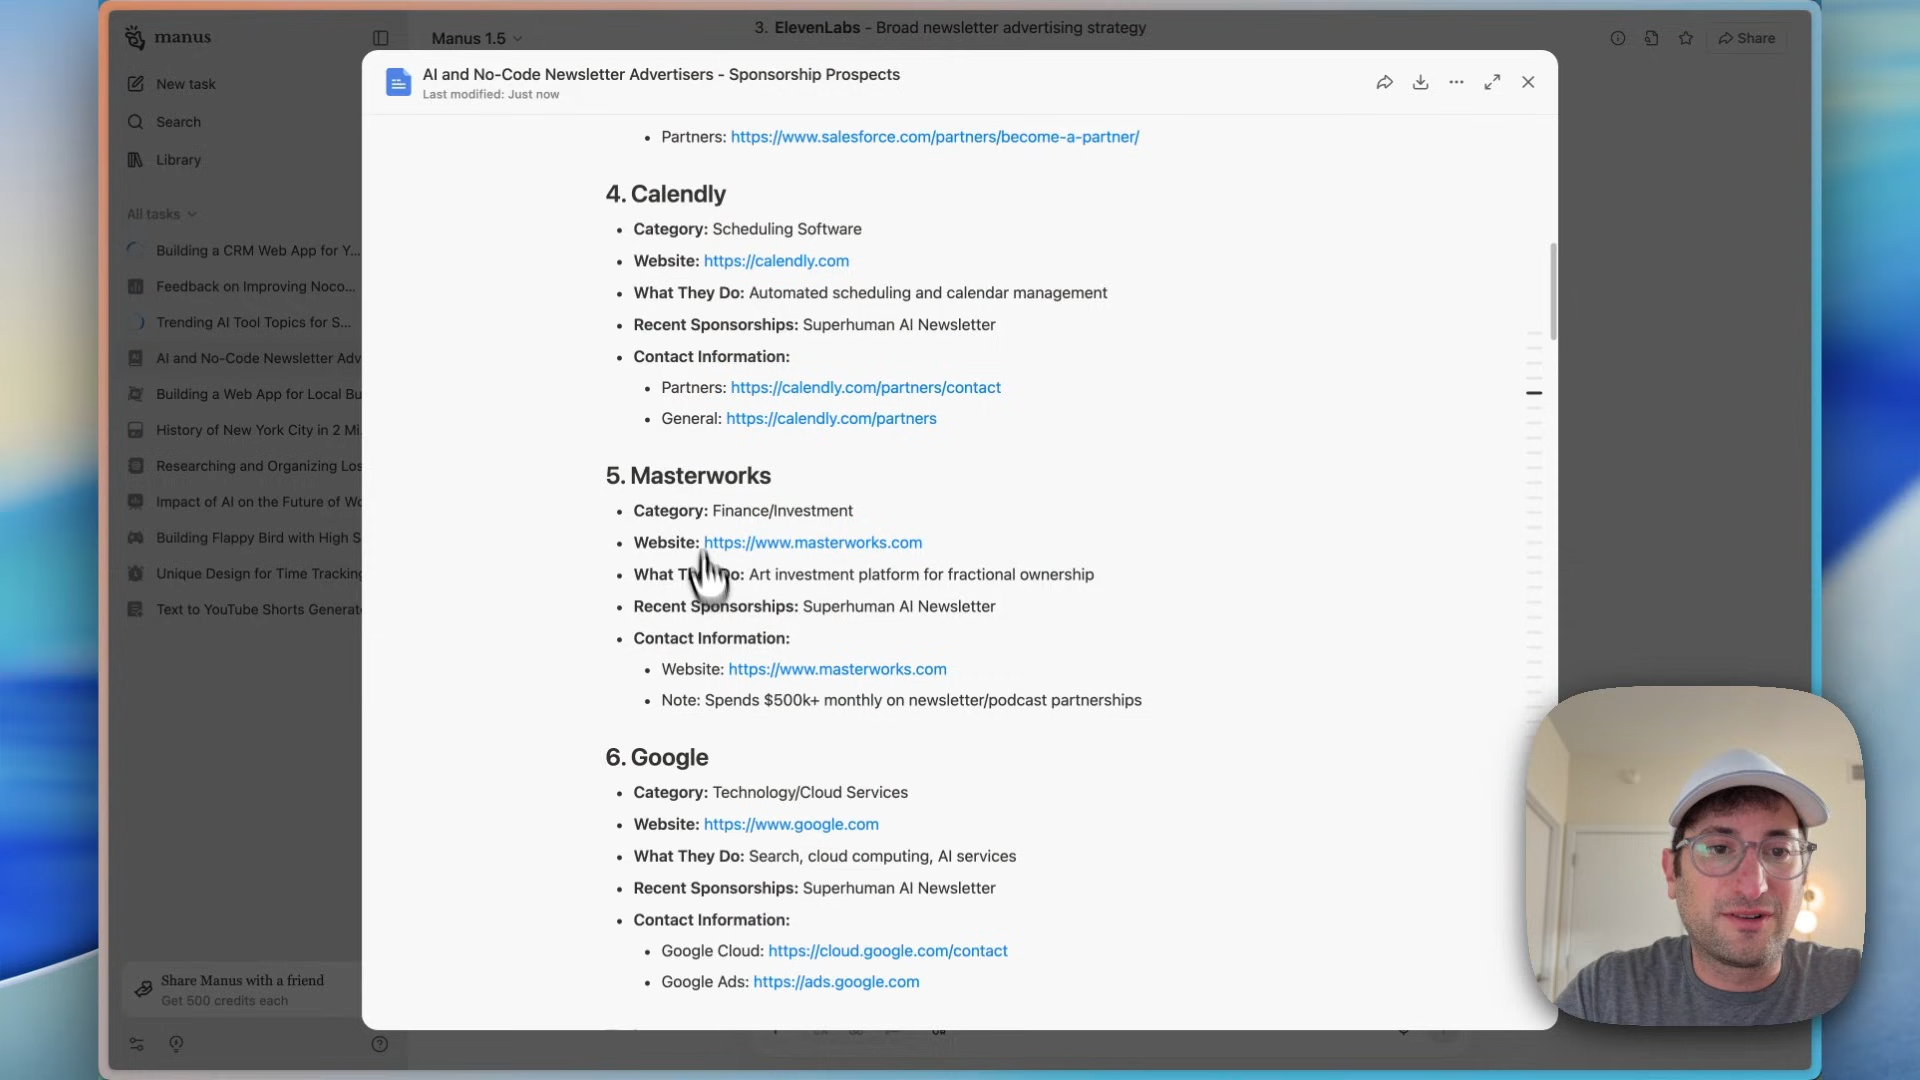 manus
Manus 1.5
3. ElevenLabs - Broad newsletter advertising strategy
Share
New task
Search
Library
All tasks
Building a CRM Web App for Y...
Feedback on Improving Noco...
Trending AI Tool Topics for S...
AI and No-Code Newsletter Adv
Building a Web App for Local Bu
History of New York City in 2 Mi
Researching and Organizing Los
Impact of AI on the Future of Wo
Building Flappy Bird with High S
Unique Design for Time Tracking
Text to YouTube Shorts Generat
Share Manus with a friend
Get 500 credits each
AI and No-Code Newsletter Advertisers - Sponsorship Prospects
Last modified: Just now
• Partners: https://www.salesforce.com/partners/become-a-partner/
4. Calendly
• Category: Scheduling Software
• Website: https://calendly.com
• What They Do: Automated scheduling and calendar management
• Recent Sponsorships: Superhuman AI Newsletter
• Contact Information:
• Partners: https://calendly.com/partners/contact
• General: https://calendly.com/partners
5. Masterworks
• Category: Finance/Investment
• Website: https://www.masterworks.com
• What They Do: Art investment platform for fractional ownership
• Recent Sponsorships: Superhuman AI Newsletter
• Contact Information:
• Website: https://www.masterworks.com
• Note: Spends $500k+ monthly on newsletter/podcast partnerships
6. Google
• Category: Technology/Cloud Services
• Website: https://www.google.com
• What They Do: Search, cloud computing, AI services
• Recent Sponsorships: Superhuman AI Newsletter
• Contact Information:
• Google Cloud: https://cloud.google.com/contact
• Google Ads: https://ads.google.com